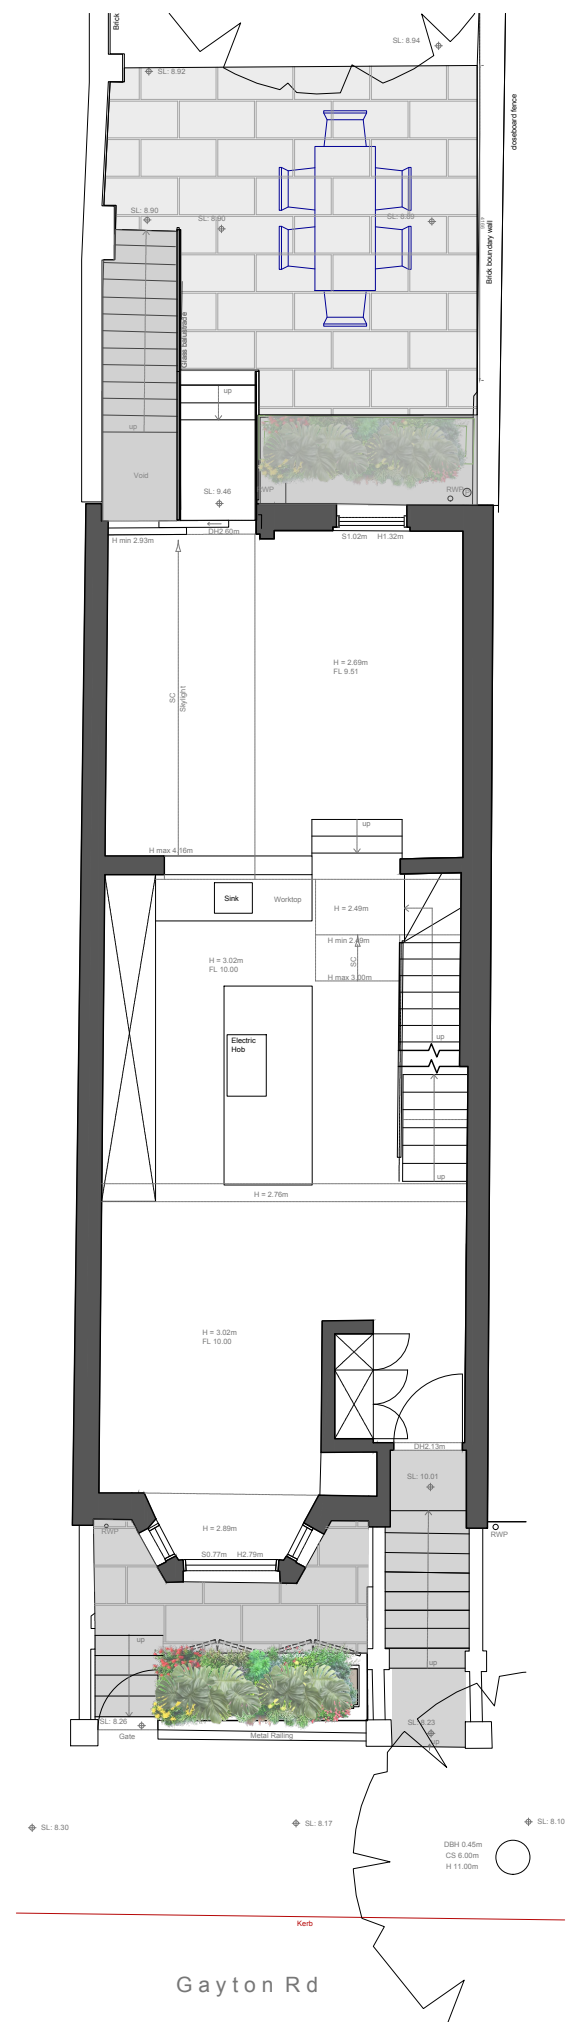 Brick
SL: 8.94
SL: 8.92
doseboard fence
SL: 8.90
SL: 8.90
SL: 8.89
Brick boundary wall
Glass balustrade
up
up
Void
SL: 9.46
RWP
RWP
DH2.60m
H min 2.93m
S1.02m H1.32m
H = 2.69m
FL 9.51
SC
Skylight
up
H max 4.16m
Sink
Worktop
H = 2.49m
H min 2.49m
H = 3.02m
FL 10.00
SC
H max 3.00m
Electric
Hob
up
up
H = 2.76m
H = 3.02m
FL 10.00
DH2.13m
SL: 10.01
H = 2.89m
RWP
RWP
S0.77m H2.79m
up
up
SL: 8.26
SL: 8.23
Gate
Metal Railing
up
SL: 8.30
SL: 8.17
SL: 8.10
DBH 0.45m
CS 6.00m
H 11.00m
Kerb
Gayton Rd